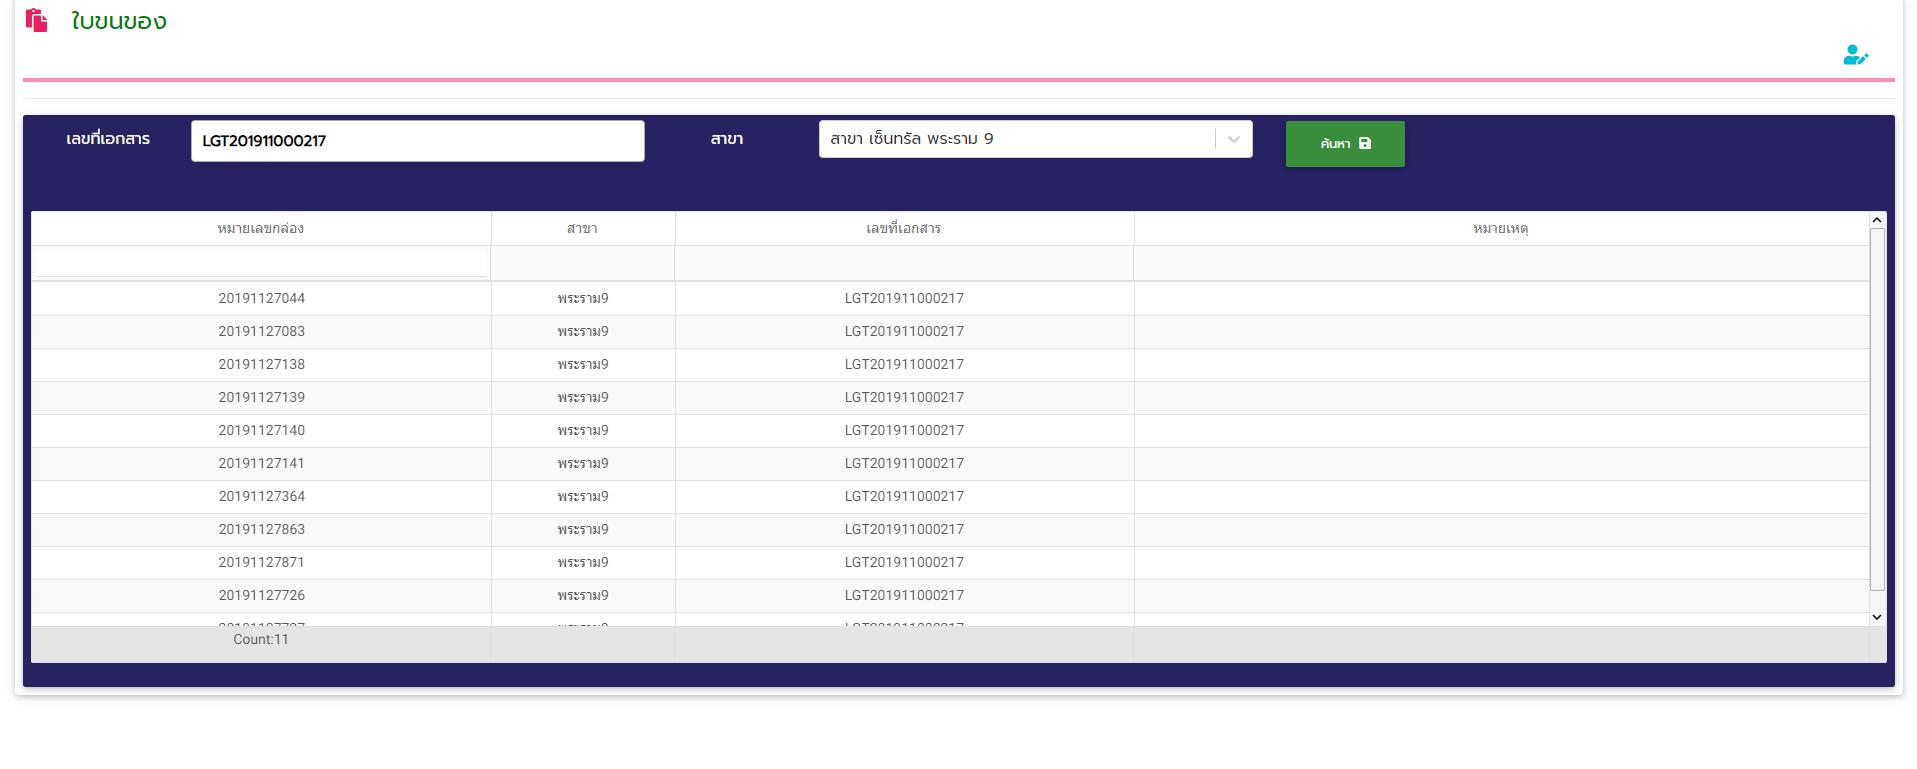 ใบขนของ
เลขที่เอกสาร LGT201911000217 สาขา สาขา เซ็นทรัล พระราม 9 ค้นหา
หมายเลขกล่อง สาขา เลขที่เอกสาร หมายเหตุ
20191127044 พระราม9 LGT201911000217
20191127083 พระราม9 LGT201911000217
20191127138 พระราม9 LGT201911000217
20191127139 พระราม9 LGT201911000217
20191127140 พระราม9 LGT201911000217
20191127141 พระราม9 LGT201911000217
20191127364 พระราม9 LGT201911000217
20191127863 พระราม9 LGT201911000217
20191127871 พระราม9 LGT201911000217
20191127726 พระราม9 LGT201911000217
Count:11